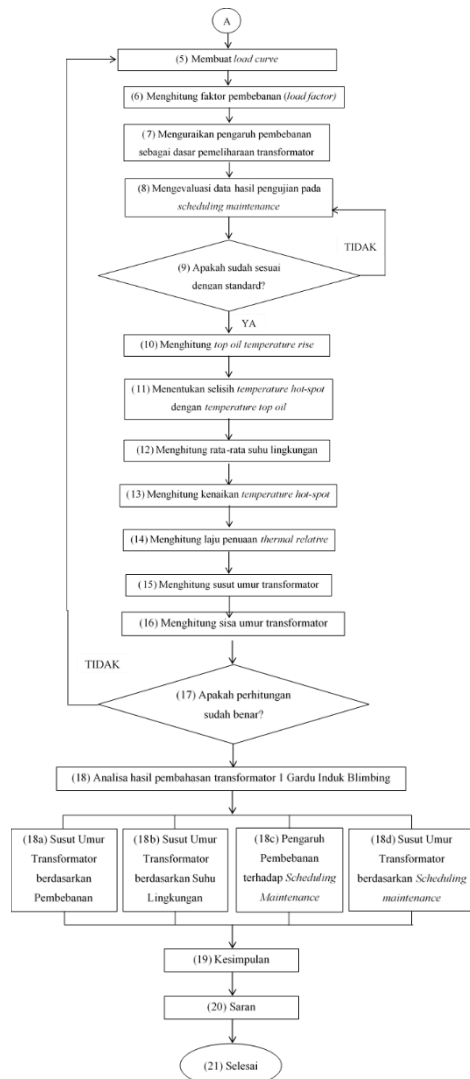 A
(5) Membuat load curve
(6) Menghitung faktor pembebanan (load factor)
(7) Menguraikan pengaruh pembebanan
sebagai dasar pemeliharaan transformator
(8) Mengevaluasi data hasil pengujian pada
scheduling maintenance
TIDAK
(9) Apakah sudah sesuai
dengan standard?
YA
(10) Menghitung top oil temperature rise
(11) Menentukan selisih temperature hot-spot
dengan temperature top oil
(12) Menghitung rata-rata suhu lingkungan
(13) Menghitung kenaikan temperature hot-spot
(14) Menghitung laju penuaan thermal relative
(15) Menghitung susut umur transformator
(16) Menghitung sisa umur transformator
TIDAK
(17) Apakah perhitungan
sudah benar?
(18) Analisa hasil pembahasan transformator 1 Gardu Induk Blimbing
(18a) Susut Umur
Transformator
berdasarkan
Pembebanan
(18b) Susut Umur
Transformator
berdasarkan Suhu
Lingkungan
(18c) Pengaruh
Pembebanan
terhadap Scheduling
Maintenance
(18d) Susut Umur
Transformator
berdasarkan Scheduling
maintenance
(19) Kesimpulan
(20) Saran
(21) Selesai